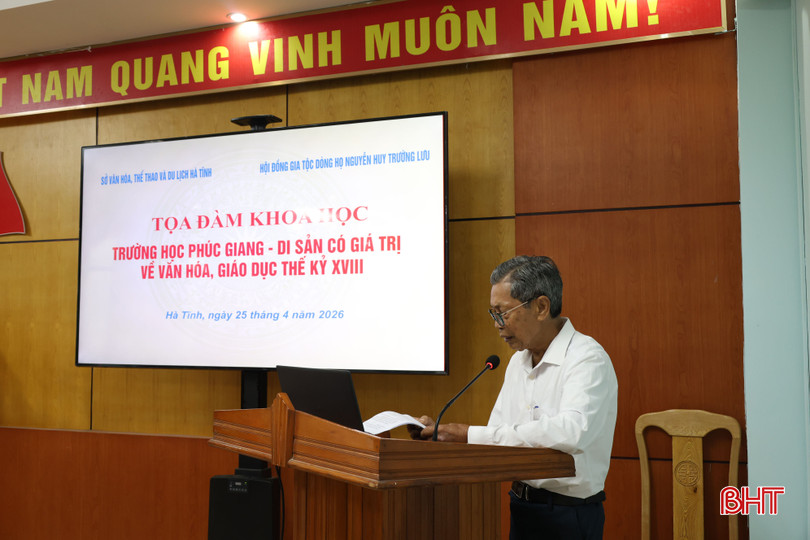 T NAM QUANG VINH MUÔN NĂM!
SỞ VĂN HÓA, THỂ THAO VÀ DU LỊCH HÀ TĨNH
HỘI ĐỒNG GIA TỘC DÒNG HỌ NGUYỄN HUY TRƯỜNG LƯU
TỌA ĐÀM KHOA HỌC
TRƯỜNG HỌC PHÚC GIANG - DI SẢN CÓ GIÁ TRỊ
VỀ VĂN HÓA, GIÁO DỤC THẾ KỶ XVIII
Hà Tĩnh, ngày 25 tháng 4 năm 2026
BHT